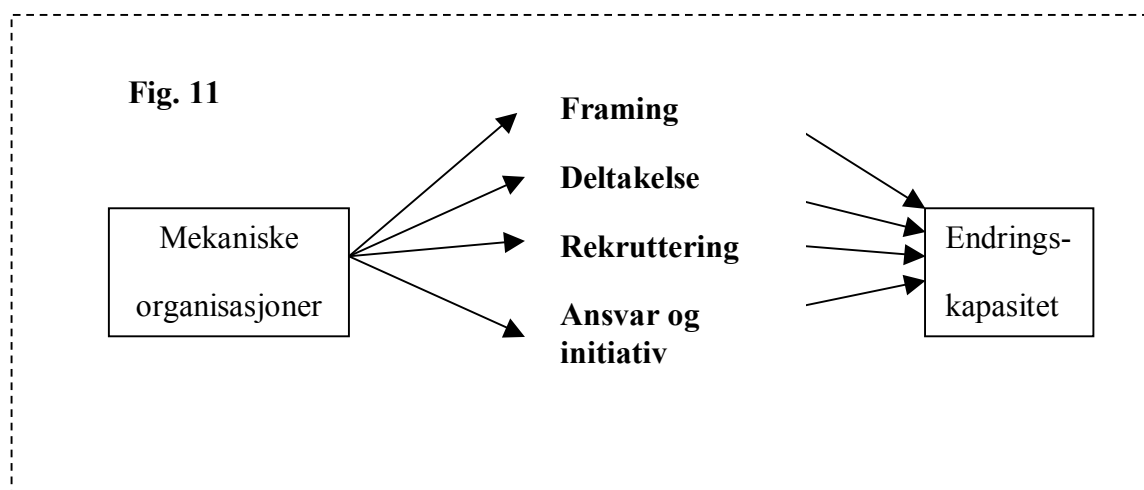 Fig. 11
Mekaniske
organisasjoner
Framing
Deltakelse
Rekruttering
Ansvar og
initiativ
Endrings-
kapasitet